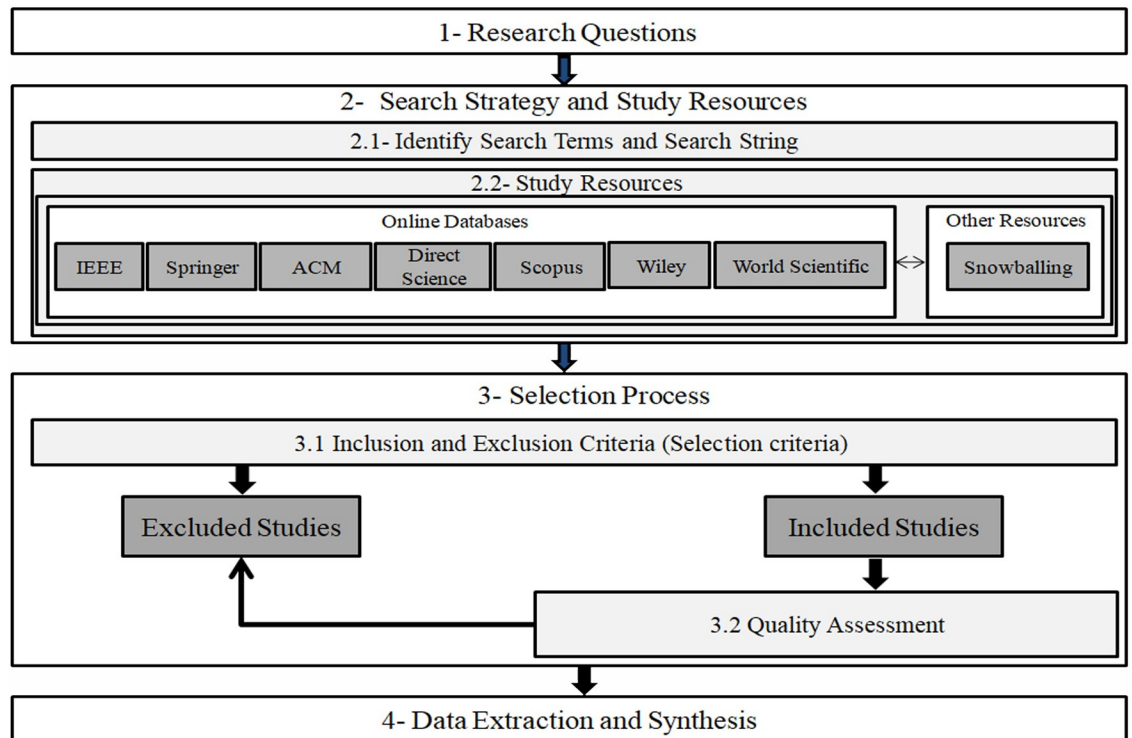 1- Research Questions
2- Search Strategy and Study Resources
2.1- Identify Search Terms and Search String
2.2- Study Resources
Online Databases
IEEE
Springer
ACM
Direct
Science
Scopus
Wiley
World Scientific
Other Resources
Snowballing
3- Selection Process
3.1 Inclusion and Exclusion Criteria (Selection criteria)
Excluded Studies
Included Studies
3.2 Quality Assessment
4- Data Extraction and Synthesis